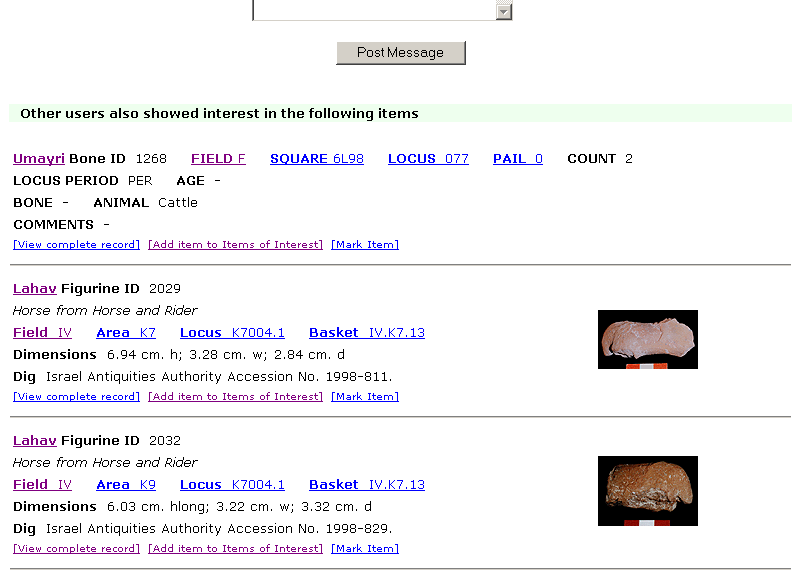 Post Message
Other users also showed interest in the following items
Umayri Bone ID 1268 FIELD F SQUARE 6L98 LOCUS 077 PAIL 0 COUNT 2
LOCUS PERIOD PER AGE -
BONE - ANIMAL Cattle
COMMENTS -
[View complete record] [Add item to Items of Interest] [Mark Item]
Lahav Figurine ID 2029
Horse from Horse and Rider
Field IV Area K7 Locus K7004.1 Basket IV.K7.13
Dimensions 6.94 cm. h; 3.28 cm. w; 2.84 cm. d
Dig Israel Antiquities Authority Accession No. 1998-811.
[View complete record] [Add item to Items of Interest] [Mark Item]
Lahav Figurine ID 2032
Horse from Horse and Rider
Field IV Area K9 Locus K7004.1 Basket IV.K7.13
Dimensions 6.03 cm. hlong; 3.22 cm. w; 3.32 cm. d
Dig Israel Antiquities Authority Accession No. 1998-829.
[View complete record] [Add item to Items of Interest] [Mark Item]